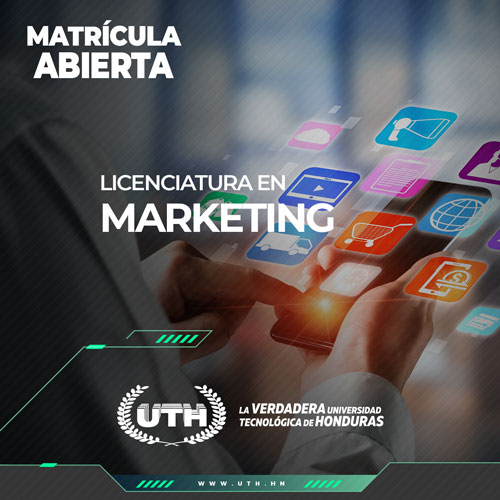 MATRÍCULA
ABIERTA
LICENCIATURA EN
MARKETING
UTH
LA VERDADERA UNIVERSIDAD
TECNOLÓGICA DE HONDURAS
WWW.UTH.HN